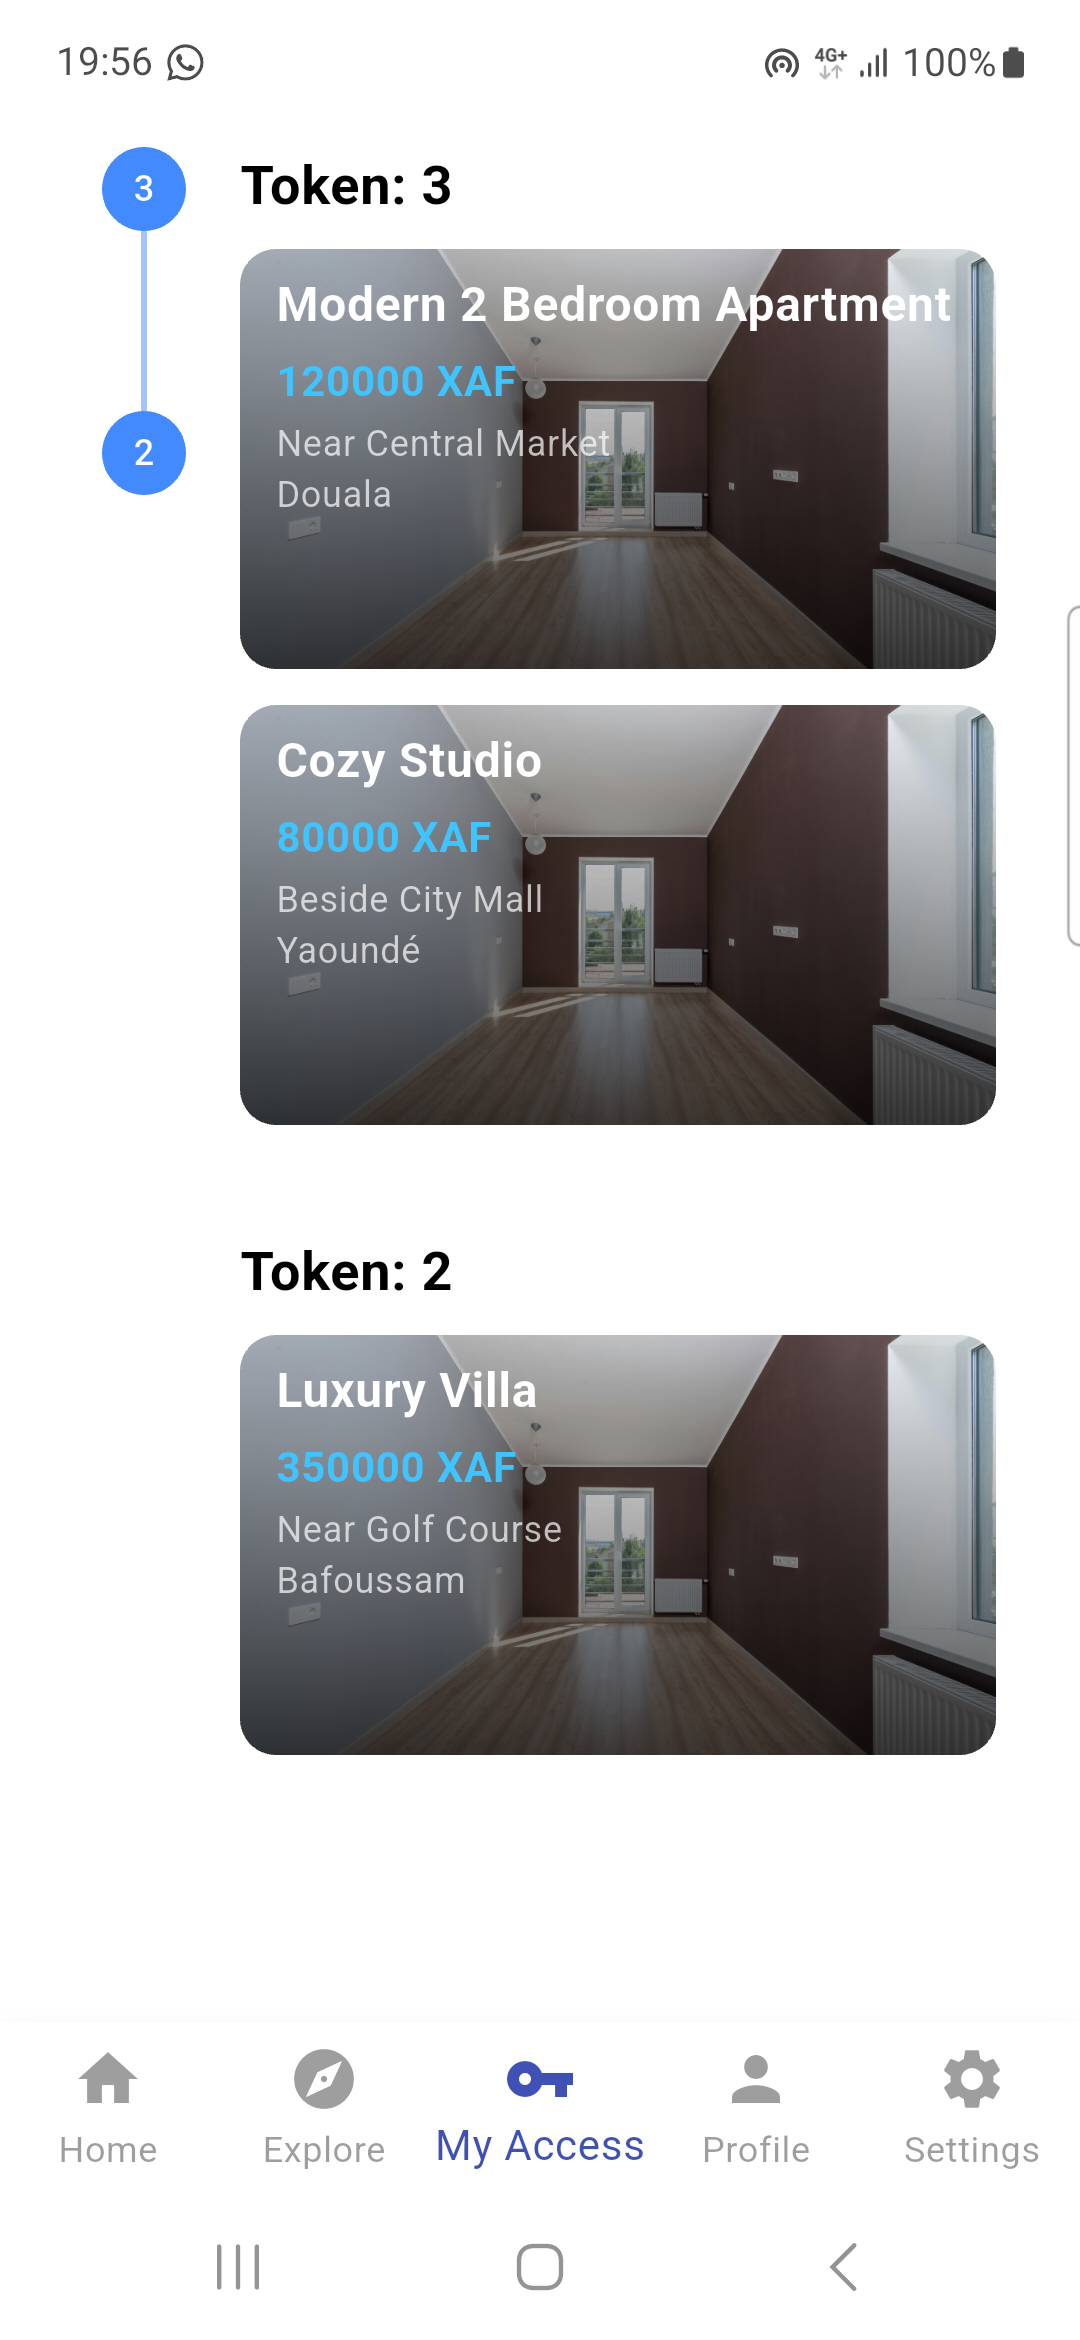 19:56
4G+
100%
3
Token: 3
Modern 2 Bedroom Apartment
120000 XAF
Near Central Market
Douala
2
Cozy Studio
80000 XAF
Beside City Mall
Yaoundé
Token: 2
Luxury Villa
350000 XAF
Near Golf Course
Bafoussam
Home
Explore
My Access
Profile
Settings